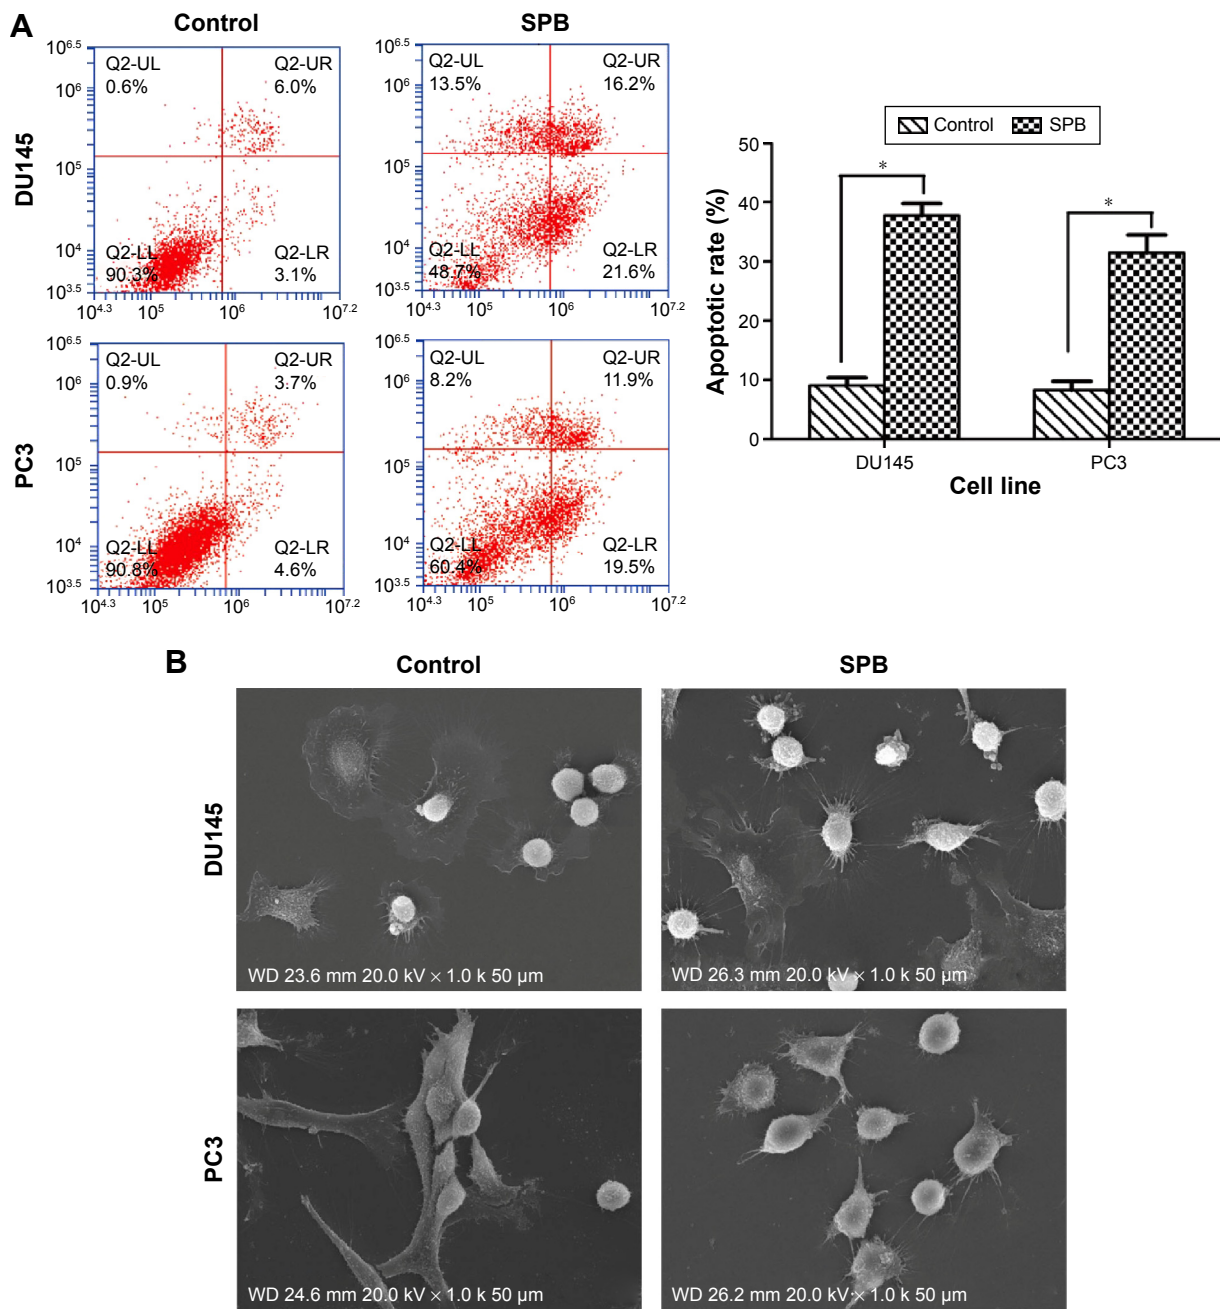 A
Control
SPB
DU145
10^6.5
10^6
10^5
10^4
10^3.5
Q2-UL
0.6%
Q2-UR
6.0%
Q2-LL
90.3%
Q2-LR
3.1%
10^4.3
10^5
10^6
10^7.2
10^6.5
10^6
10^5
10^4
10^3.5
Q2-UL
13.5%
Q2-UR
16.2%
Q2-LL
48.7%
Q2-LR
21.6%
10^4.3
10^5
10^6
10^7.2
PC3
10^6.5
10^6
10^5
10^4
10^3.5
Q2-UL
0.9%
Q2-UR
3.7%
Q2-LL
90.8%
Q2-LR
4.6%
10^4.3
10^5
10^6
10^7.2
10^6.5
10^6
10^5
10^4
10^3.5
Q2-UL
8.2%
Q2-UR
11.9%
Q2-LL
60.4%
Q2-LR
19.5%
10^4.3
10^5
10^6
10^7.2
Control SPB
Apoptotic rate (%)
50
40
30
20
10
0
*
*
DU145 PC3
Cell line
B
Control
SPB
DU145
WD 23.6 mm 20.0 kV × 1.0 k 50 µm
WD 26.3 mm 20.0 kV × 1.0 k 50 µm
PC3
WD 24.6 mm 20.0 kV × 1.0 k 50 µm
WD 26.2 mm 20.0 kV × 1.0 k 50 µm